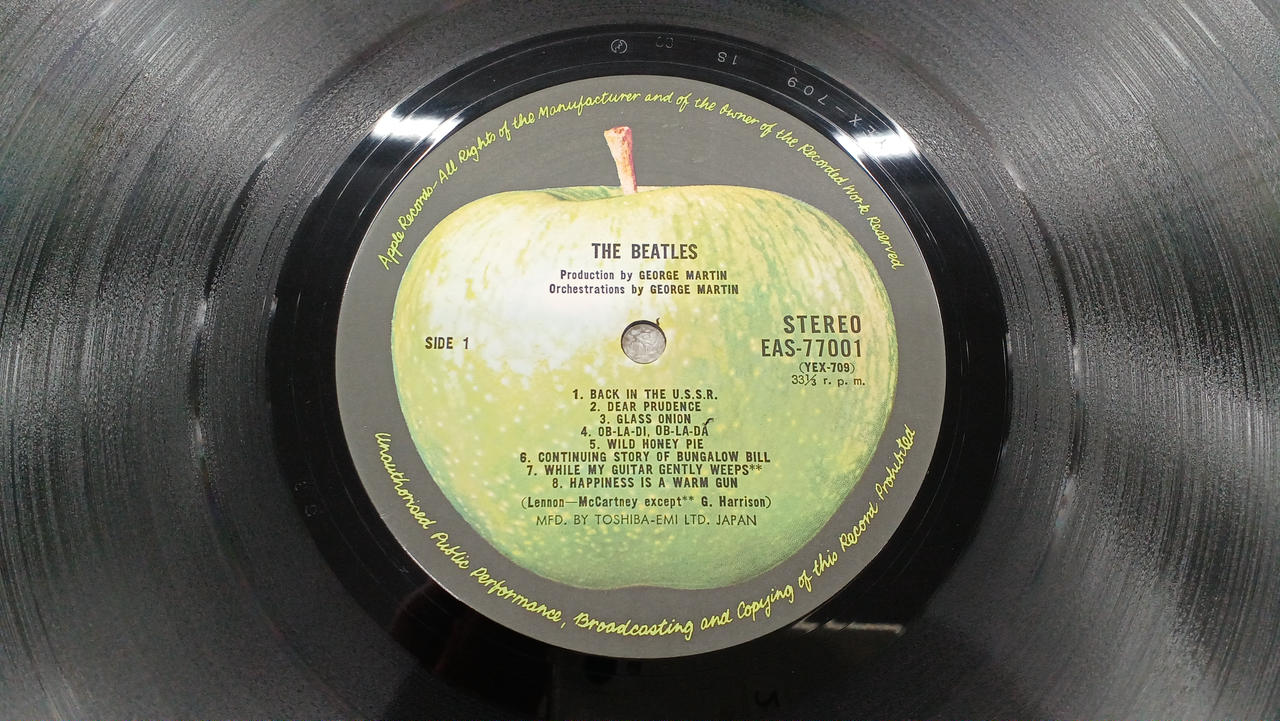 Apple Records-All Rights of the Manufacturer and of the Owner of the Recorded Work Reserved
THE BEATLES
Production by GEORGE MARTIN
Orchestrations by GEORGE MARTIN
SIDE 1
STEREO
EAS-77001
(YEX-709)
33⅓ r. p. m.
1. BACK IN THE U.S.S.R.
2. DEAR PRUDENCE
3. GLASS ONION
4. OB-LA-DI, OB-LA-DA
5. WILD HONEY PIE
6. CONTINUING STORY OF BUNGALOW BILL
7. WHILE MY GUITAR GENTLY WEEPS**
8. HAPPINESS IS A WARM GUN
(Lennon—McCartney except** G. Harrison)
MFD. BY TOSHIBA-EMI LTD. JAPAN
Unauthorised Public Performance, Broadcasting and Copying of this Record Prohibited